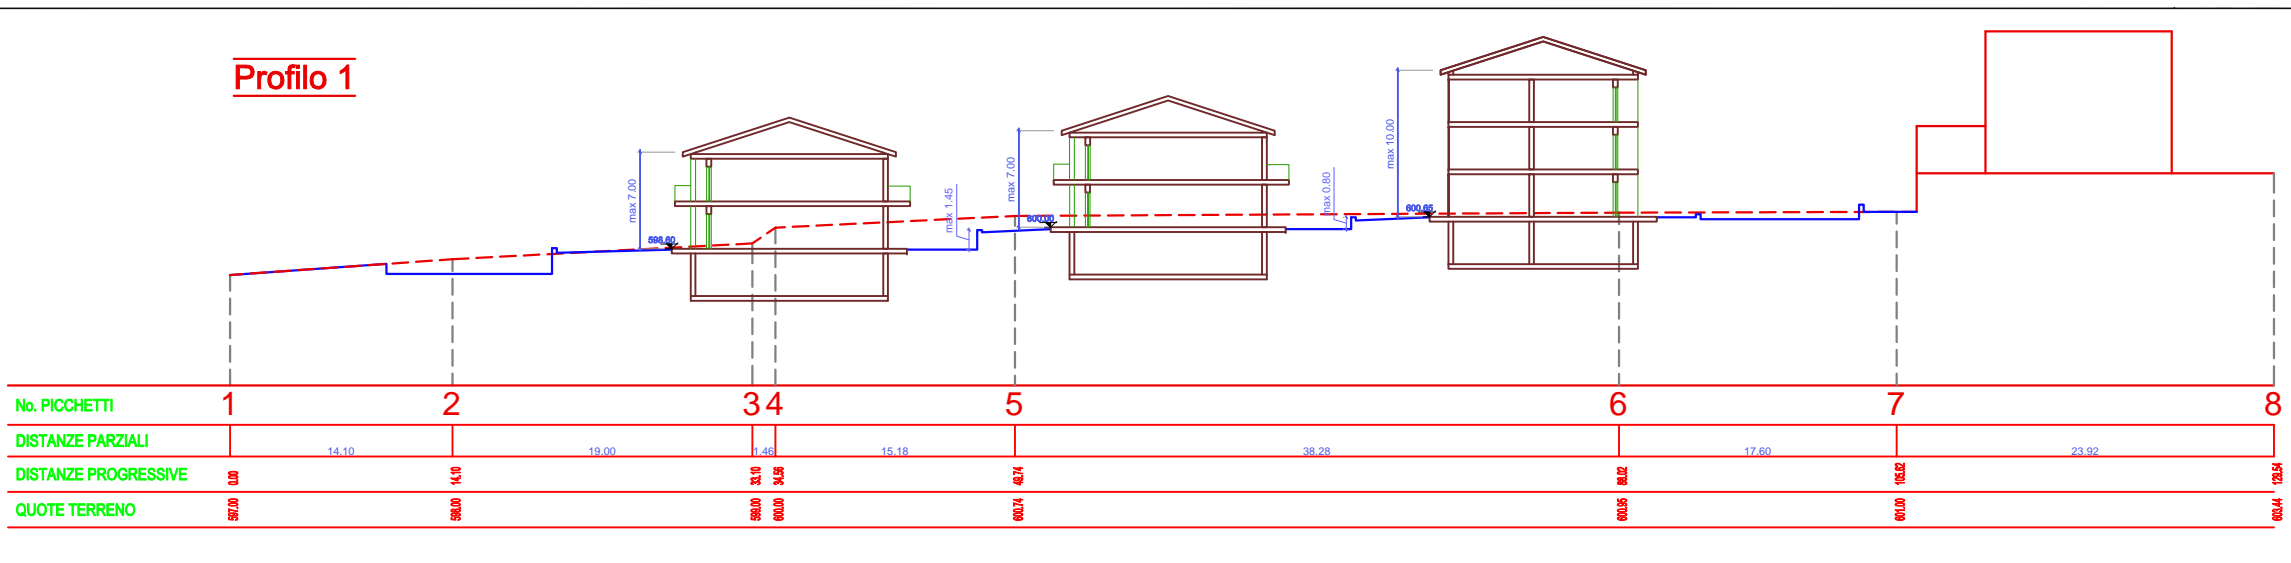 Profilo 1
max 7.00
598.60
max 1.45
max 7.00
600.00
max 0.80
max 10.00
600.65
No. PICCHETTI 1 2 3 4 5 6 7 8
DISTANZE PARZIALI 14.10 19.00 1.46 15.18 38.28 17.60 23.92
DISTANZE PROGRESSIVE 0.00 14.10 33.10 34.56 49.74 88.02 105.62 129.54
QUOTE TERRENO 597.00 598.00 599.00 600.00 600.74 600.95 601.00 603.44